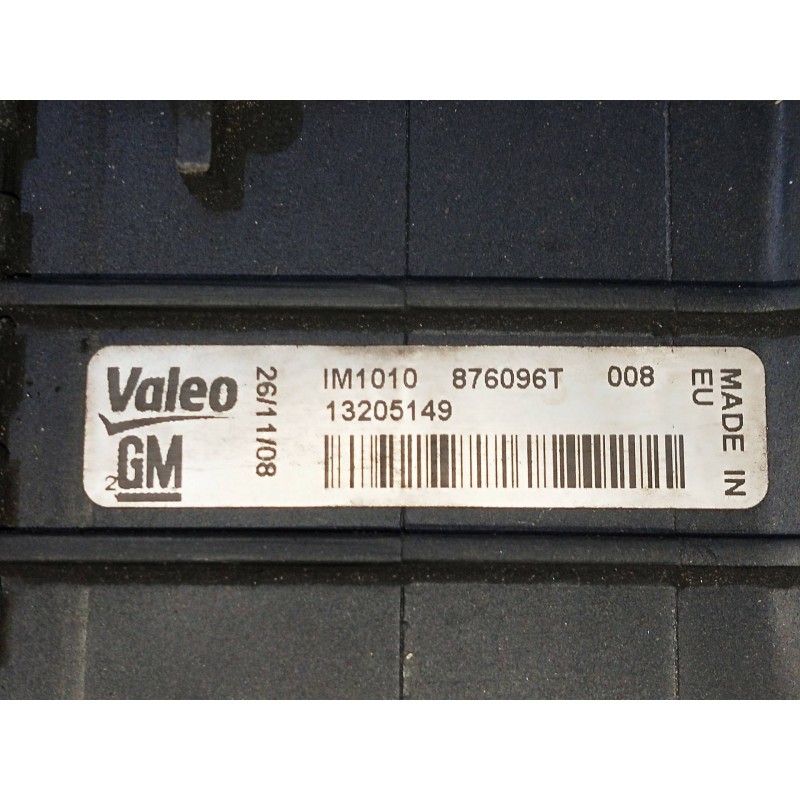 Valeo
GM
2
26/11/08
IM1010 876096T 008
13205149
MADE IN
EU